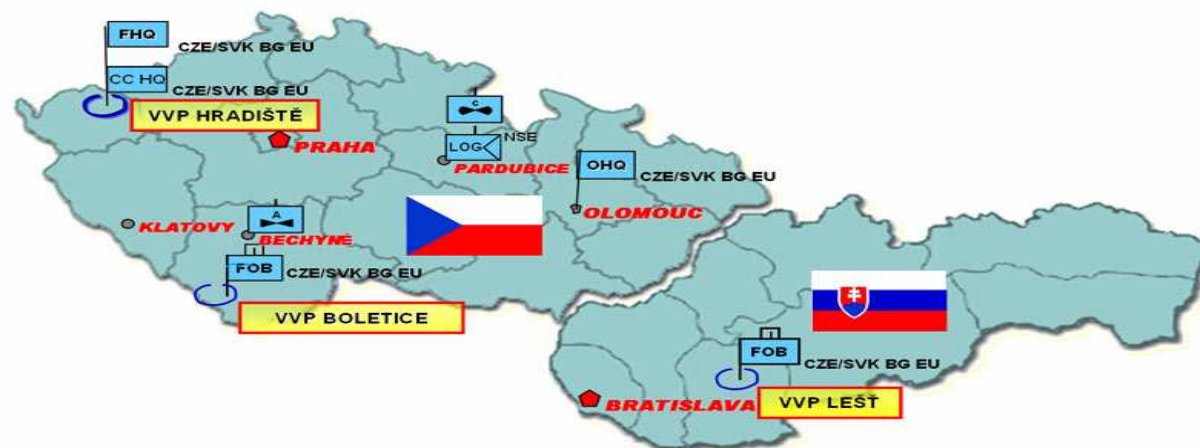 FHQ
CZE/SVK BG EU
CC HQ
CZE/SVK BG EU
VVP HRADIŠTĚ
PRAHA
C
LOG
NSE
PARDUBICE
OHQ
CZE/SVK BG EU
OLOMOUC
KLATOVY
A
BECHYNĚ
FOB
CZE/SVK BG EU
VVP BOLETICE
FOB
CZE/SVK BG EU
BRATISLAVA
VVP LEŠŤ